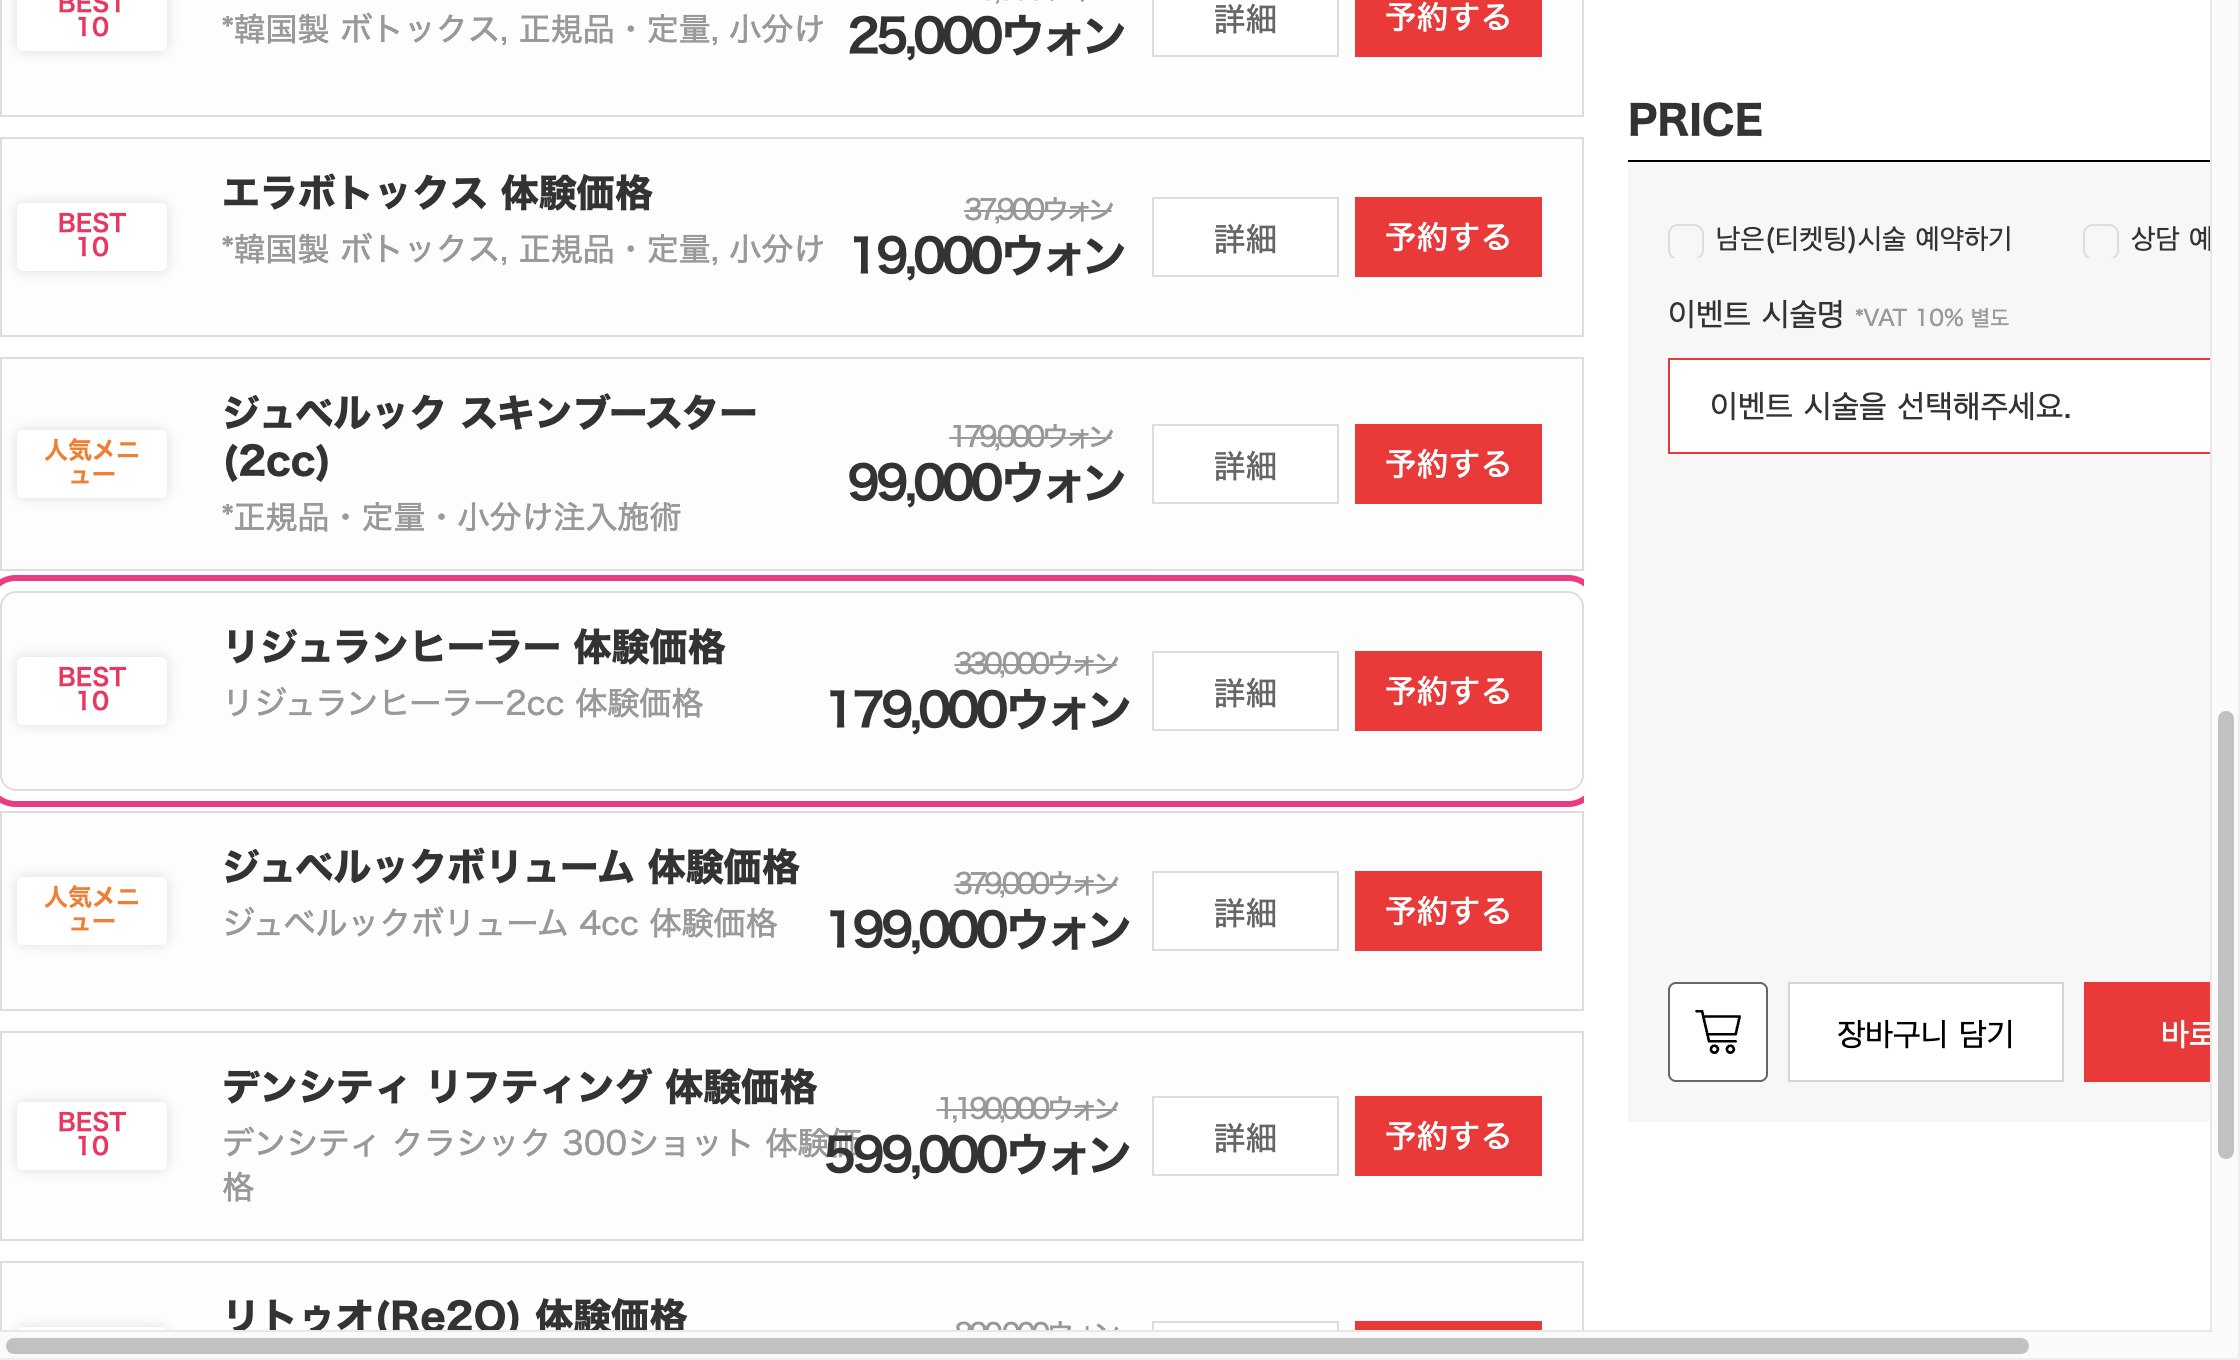 BEST
10
*韓国製 ボトックス, 正規品・定量, 小分け
25,000ウォン
詳細
予約する
BEST
10
エラボトックス 体験価格
*韓国製 ボトックス, 正規品・定量, 小分け
37,900ウォン
19,000ウォン
詳細
予約する
人気メニ
ュー
ジュベルック スキンブースター
(2cc)
*正規品・定量・小分け注入施術
179,000ウォン
99,000ウォン
詳細
予約する
BEST
10
リジュランヒーラー 体験価格
リジュランヒーラー2cc 体験価格
330,000ウォン
179,000ウォン
詳細
予約する
人気メニ
ュー
ジュベルックボリューム 体験価格
ジュベルックボリューム 4cc 体験価格
379,000ウォン
199,000ウォン
詳細
予約する
BEST
10
デンシティ リフティング 体験価格
デンシティ クラシック 300ショット 体験価
格
1,190,000ウォン
599,000ウォン
詳細
予約する
リトゥオ(Re2O) 体験価格
PRICE
남은(티켓팅)시술 예약하기
상담 예
이벤트 시술명 *VAT 10% 별도
이벤트 시술을 선택해주세요.
장바구니 담기
바로